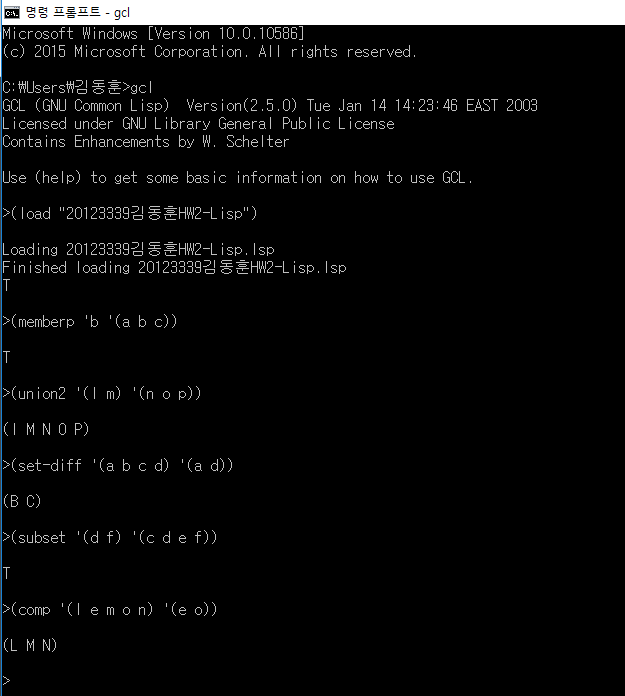 명령 프롬프트 - gcl
Microsoft Windows [Version 10.0.10586]
(c) 2015 Microsoft Corporation. All rights reserved.
C:₩Users₩김동훈>gcl
GCL (GNU Common Lisp)  Version(2.5.0) Tue Jan 14 14:23:46 EAST 2003
Licensed under GNU Library General Public License
Contains Enhancements by W. Schelter
Use (help) to get some basic information on how to use GCL.
>(load "20123339김동훈HW2-Lisp")
Loading 20123339김동훈HW2-Lisp.lsp
Finished loading 20123339김동훈HW2-Lisp.lsp
T
>(memberp 'b '(a b c))
T
>(union2 '(l m) '(n o p))
(l M N O P)
>(set-diff '(a b c d) '(a d))
(B C)
>(subset '(d f) '(c d e f))
T
>(comp '(l e m o n) '(e o))
(L M N)
>